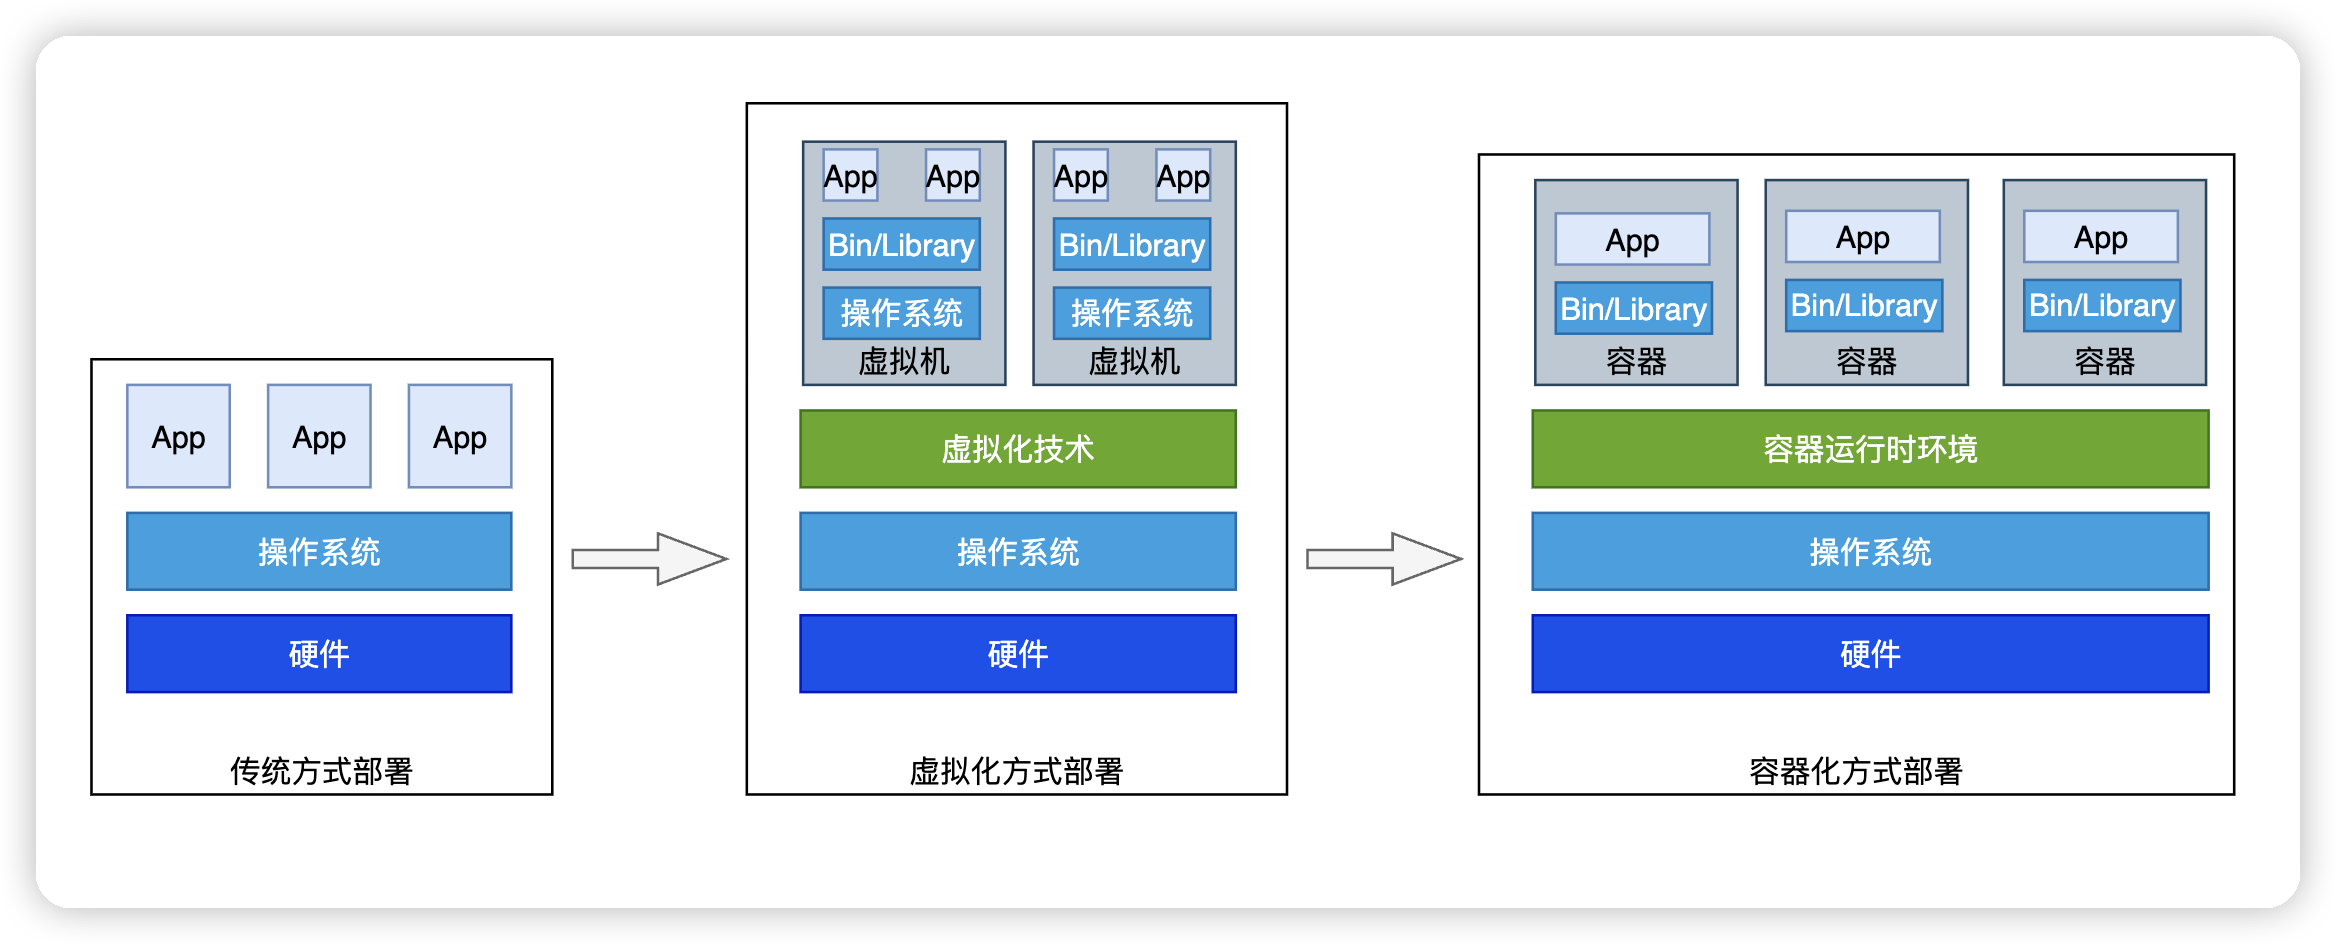 App
App
App
操作系统
硬件
传统方式部署
App
App
Bin/Library
操作系统
虚拟机
App
App
Bin/Library
操作系统
虚拟机
虚拟化技术
操作系统
硬件
虚拟化方式部署
App
Bin/Library
容器
App
Bin/Library
容器
App
Bin/Library
容器
容器运行时环境
操作系统
硬件
容器化方式部署